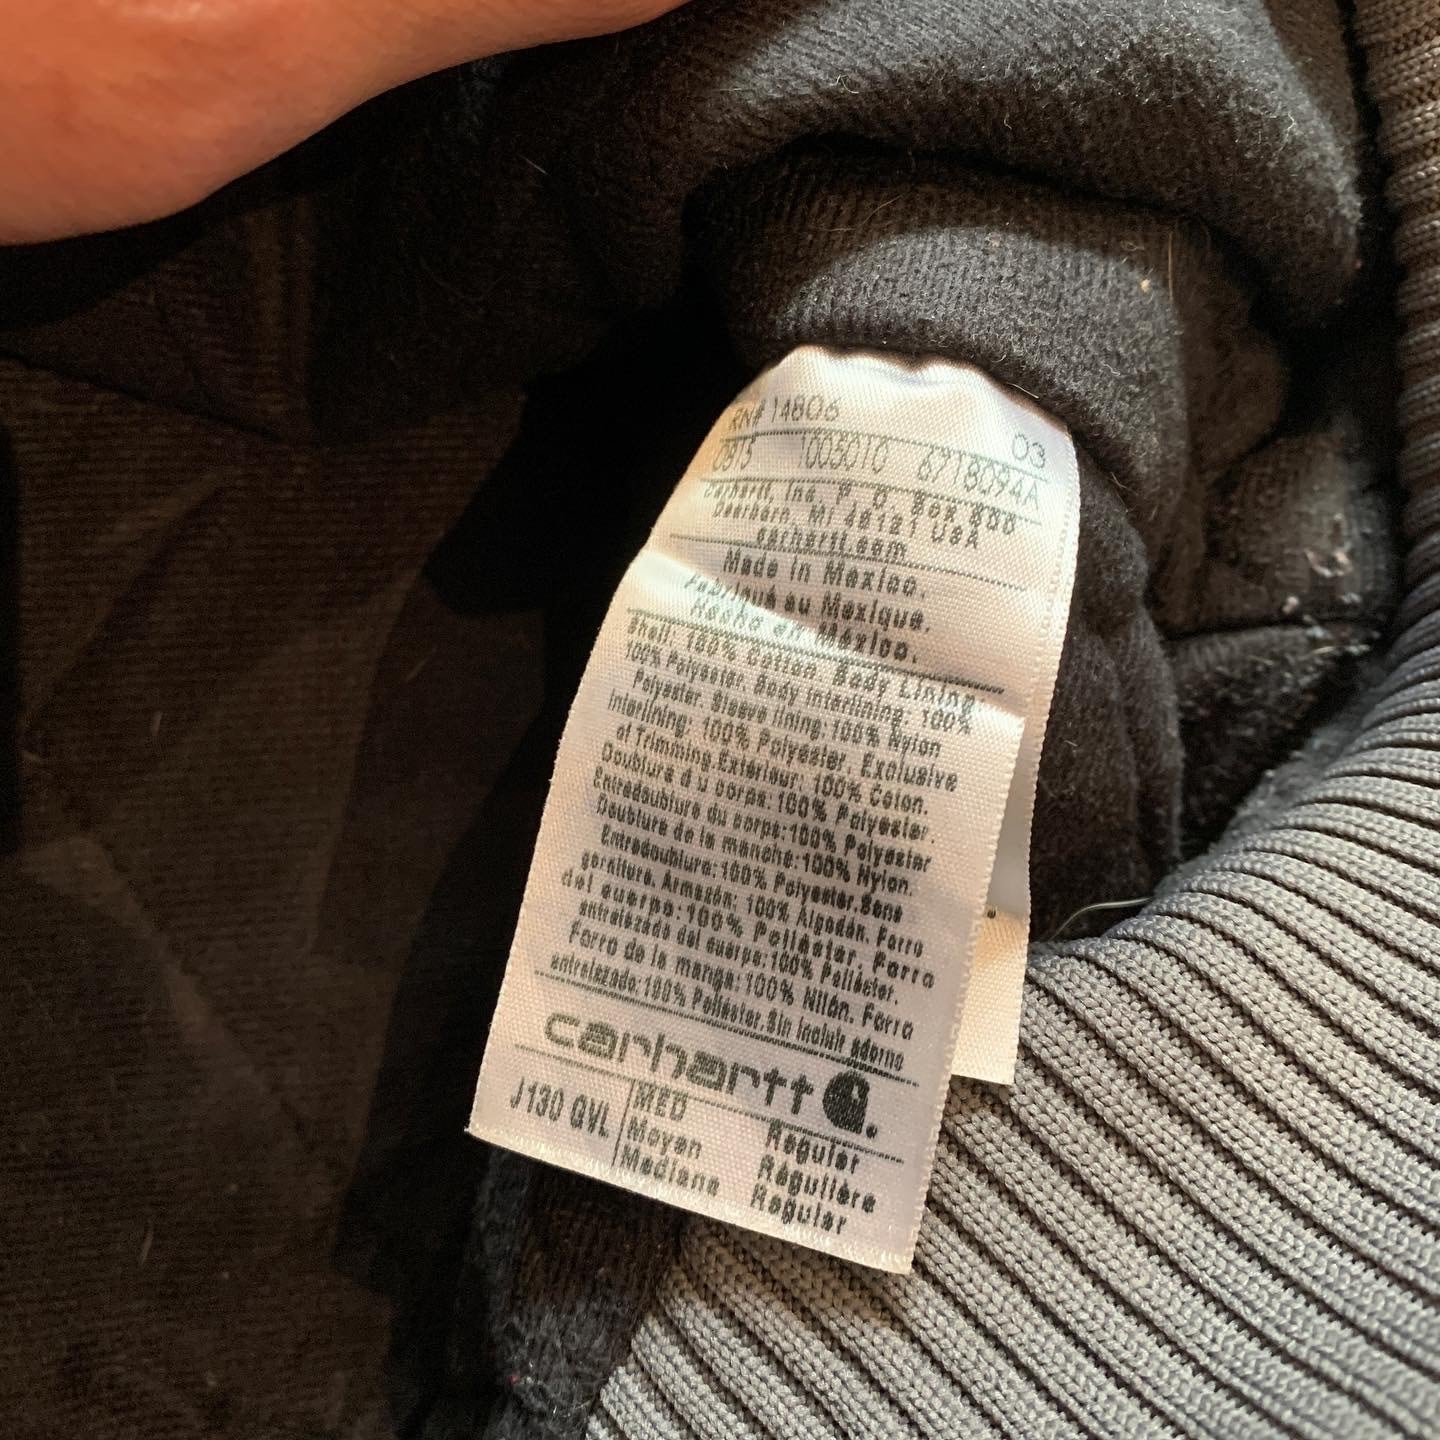 RN# 14806 03
0815 1005010 6718094A
Carhartt, Inc, P. O. Box 600
Dearborn, MI 48121 USA
carhartt.com
Made in Mexico.
Fabriqué au Mexique.
Hecho en México.
Shell: 100% Cotton Body Lining:
100% Polyester. Body Interlining. 100%
Polyester. Sleeve lining:100% Nylon
Interlining: 100% Polyester. Exclusive
of Trimming.Exterieur: 100% Coton.
Doublure d u corps:100% Polyester.
Entredoublure du corps:100% Polyester
Doublure de la manche:100% Nylon.
Entredoublure: 100% Polyester.Sans
garniture. Armazón: 100% Algodón. Forro
del cuerpo:100% Poliéster. Forro
entrelazado del cuerpo:100% Poliéster.
Forro de la manga:100% Nilón. Forro
entrelazado:100% Poliéster.Sin Incluir adorno
carhartt
J130 GVL MED Regular
Moyen Régulière
Mediana Regular